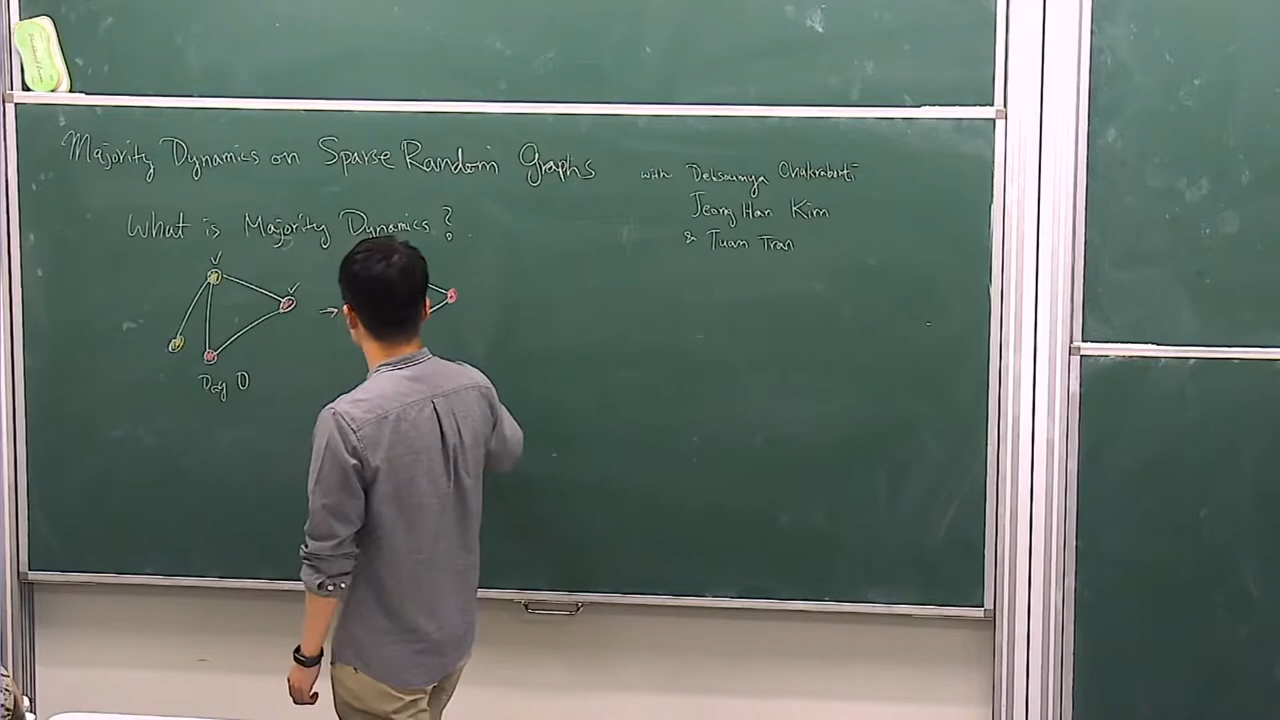 Majority Dynamics on Sparse Random Graphs
with Debsoumya Chakraborti
Jeong Han Kim
& Tuan Tran
What is Majority Dynamics?
Day 0